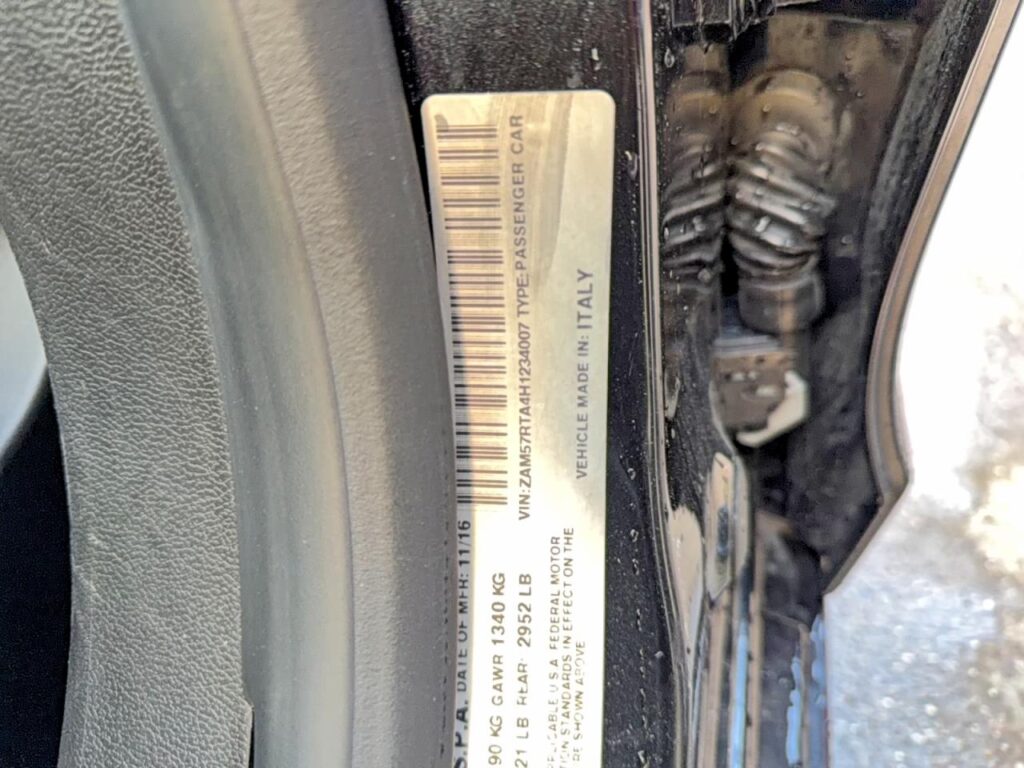 S.P.A. DATE OF MFR: 11/16
90 KG GAWR 1340 KG
21 LB REAR: 2952 LB
VIN:ZAM57RTA4H1234007 TYPE:PASSENGER CAR
VEHICLE MADE IN: ITALY
U.S.A. FEDERAL MOTOR
STANDARDS IN EFFECT ON THE
SHOWN ABOVE